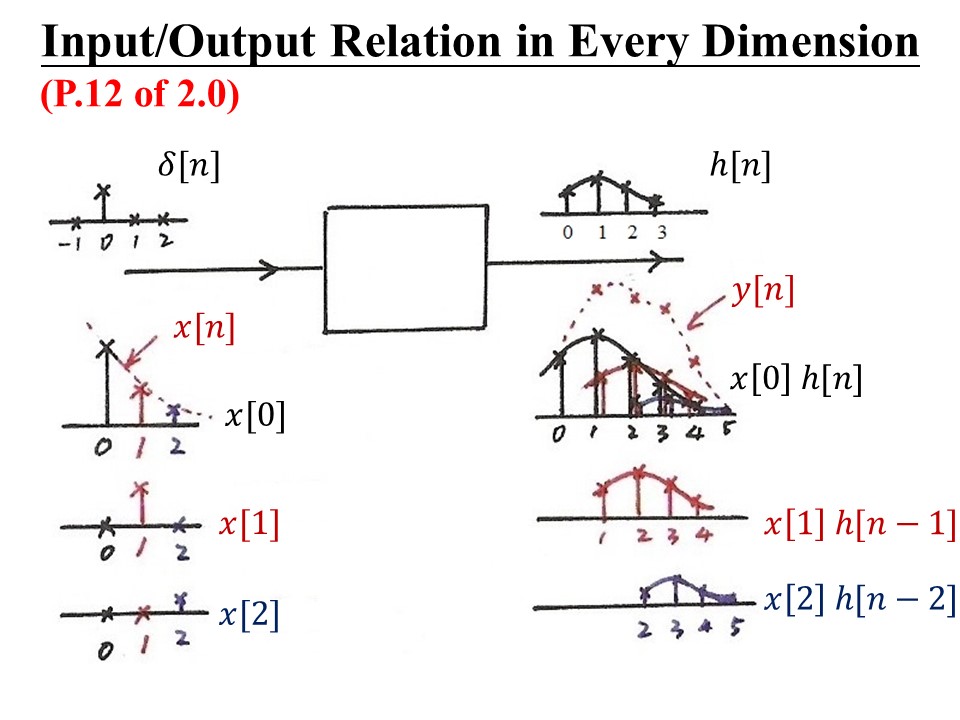 Input/Output Relation in Every Dimension
(P.12 of 2.0)
δ[n]
h[n]
-1 0 1 2
0 1 2 3
y[n]
x[n]
x[0] h[n]
x[0]
0 1 2
0 1 2 3 4 5
x[1]
x[1] h[n − 1]
0 1 2
1 2 3 4
x[2]
x[2] h[n − 2]
0 1 2
2 3 4 5